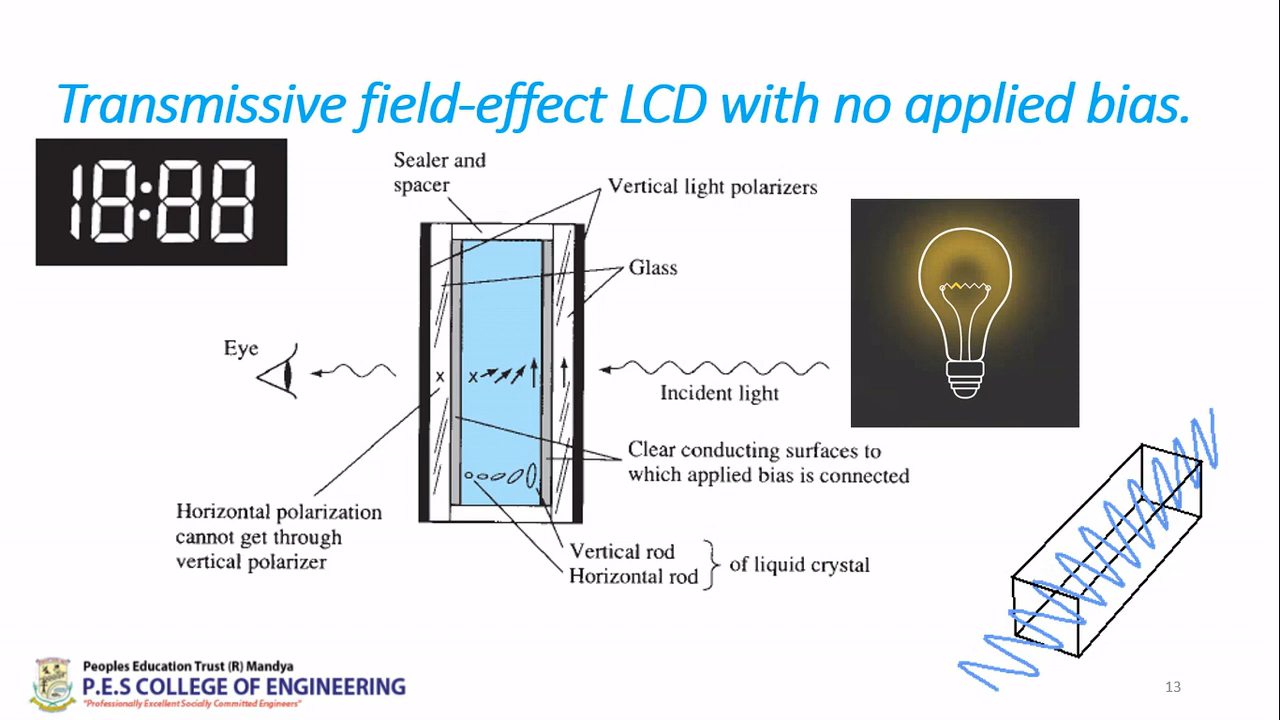 Transmissive field-effect LCD with no applied bias.
18:88
Sealer and
spacer
Vertical light polarizers
Glass
Eye
x
x
Incident light
Clear conducting surfaces to
which applied bias is connected
Horizontal polarization
cannot get through
vertical polarizer
Vertical rod
Horizontal rod
of liquid crystal
Peoples Education Trust (R) Mandya
P.E.S COLLEGE OF ENGINEERING
"Professionally Excellent Socially Committed Engineers"
13